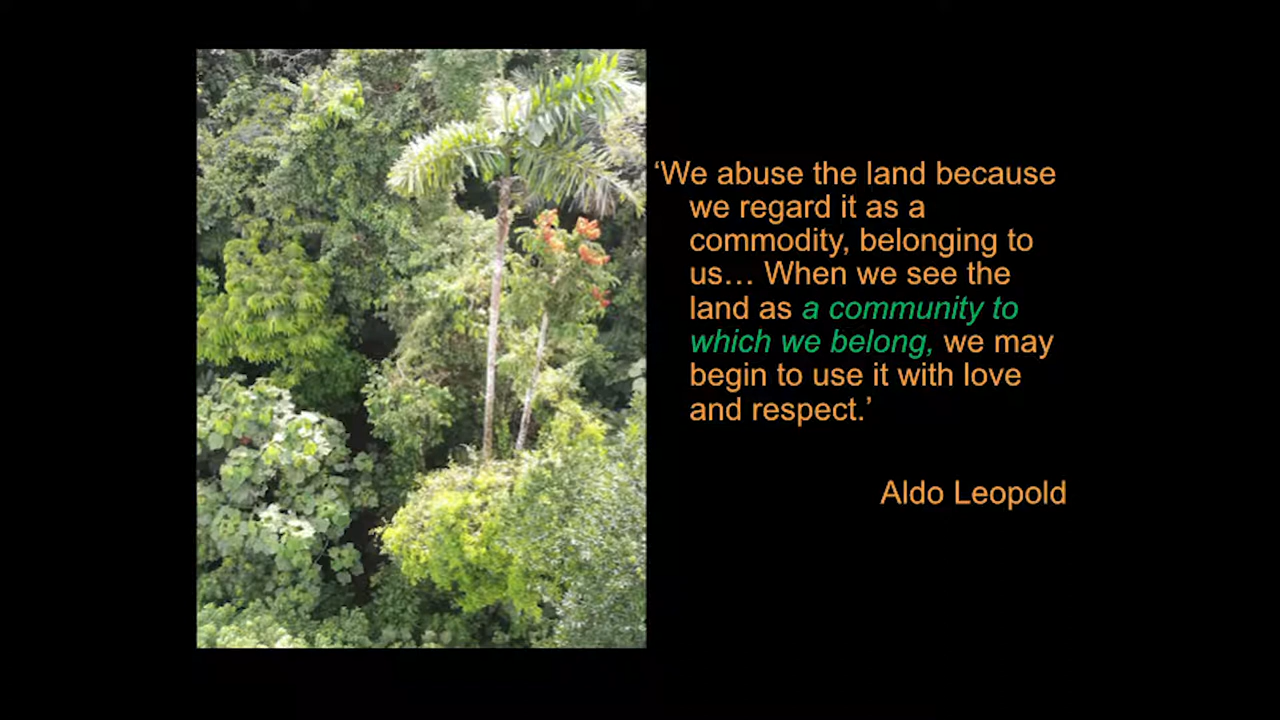 ‘We abuse the land because
we regard it as a
commodity, belonging to
us… When we see the
land as a community to
which we belong, we may
begin to use it with love
and respect.’
Aldo Leopold